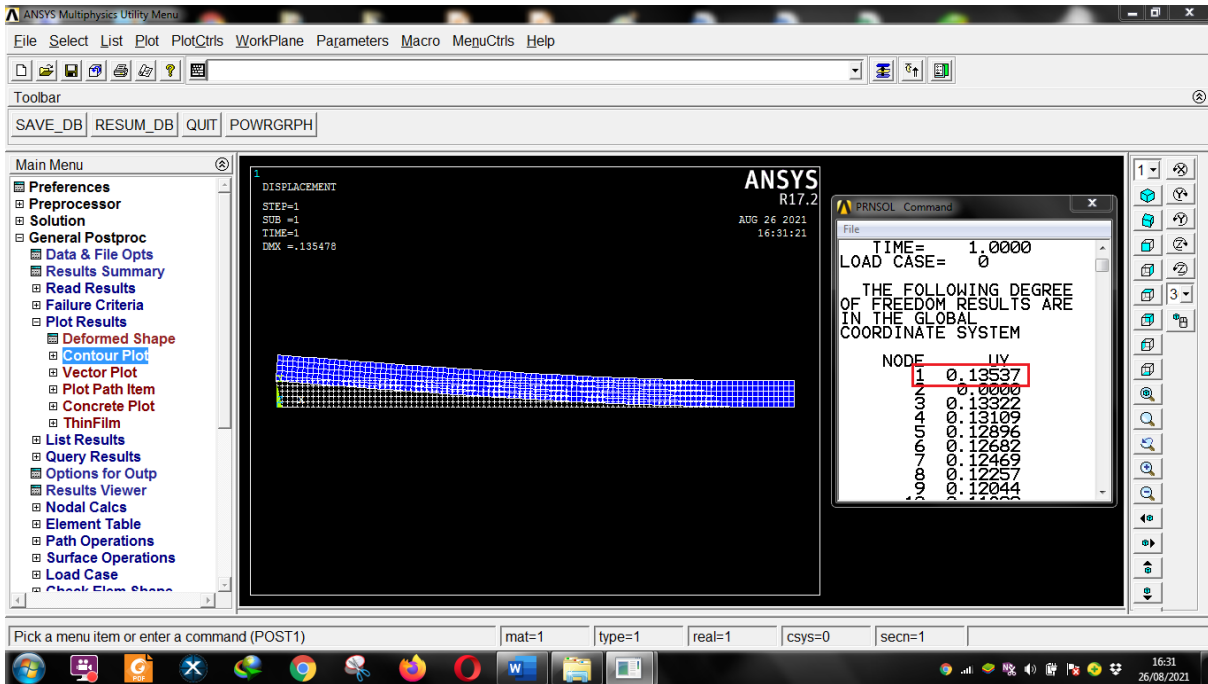 ANSYS Multiphysics Utility Menu
File Select List Plot PlotCtrls WorkPlane Parameters Macro MenuCtrls Help
Toolbar
SAVE_DB RESUM_DB QUIT POWRGRPH
Main Menu
Preferences
Preprocessor
Solution
General Postproc
Data & File Opts
Results Summary
Read Results
Failure Criteria
Plot Results
Deformed Shape
Contour Plot
Vector Plot
Plot Path Item
Concrete Plot
ThinFilm
List Results
Query Results
Options for Outp
Results Viewer
Nodal Calcs
Element Table
Path Operations
Surface Operations
Load Case
Check Elem Shape
1
DISPLACEMENT
STEP=1
SUB =1
TIME=1
DMX =.135478
ANSYS
R17.2
AUG 26 2021
16:31:21
X
PRNSOL Command
File
TIME= 1.0000
LOAD CASE= 0
THE FOLLOWING DEGREE
OF FREEDOM RESULTS ARE
IN THE GLOBAL
COORDINATE SYSTEM
NODE UY
1 0.13537
2 0.0000
3 0.13322
4 0.13109
5 0.12896
6 0.12682
7 0.12469
8 0.12257
9 0.12044
1
3
Pick a menu item or enter a command (POST1)
mat=1
type=1
real=1
csys=0
secn=1
16:31
26/08/2021